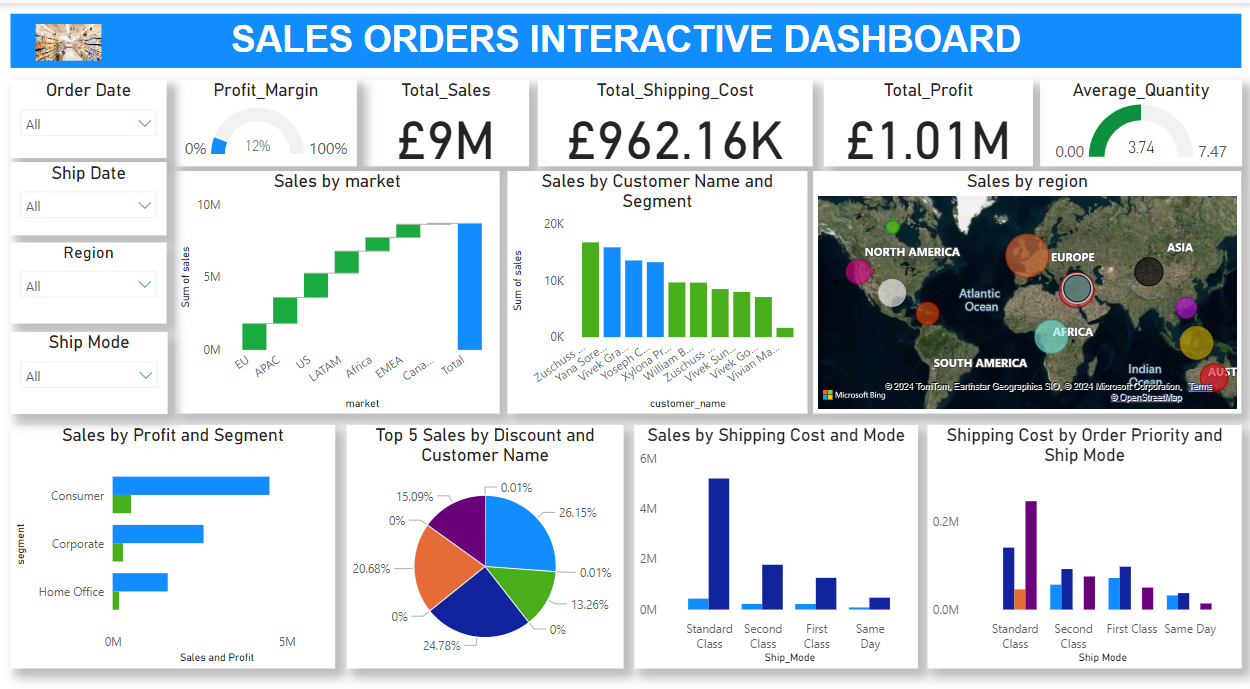 SALES ORDERS INTERACTIVE DASHBOARD
Order Date
All
Ship Date
All
Region
All
Ship Mode
All
Profit_Margin
0%
12%
100%
Total_Sales
£9M
Total_Shipping_Cost
£962.16K
Total_Profit
£1.01M
Average_Quantity
0.00
3.74
7.47
Sales by market
10M
5M
0M
Sum of sales
EU
APAC
US
LATAM
Africa
EMEA
Cana...
Total
market
Sales by Customer Name and
Segment
20K
10K
0K
Sum of sales
Zuschuss ...
Yana Sore...
Vivek Gra...
Yoseph C...
Xylona Pr...
William B...
Zuschuss ...
Vivek Sun...
Vivek Go...
Vivian Ma...
customer_name
Sales by region
NORTH AMERICA
EUROPE
ASIA
Atlantic
Ocean
AFRICA
SOUTH AMERICA
Indian
Ocean
AUST
© 2024 TomTom, Earthstar Geographics SIO, © 2024 Microsoft Corporation, Terms
© OpenStreetMap
Microsoft Bing
Sales by Profit and Segment
segment
Consumer
Corporate
Home Office
0M
5M
Sales and Profit
Top 5 Sales by Discount and
Customer Name
0.01%
15.09%
26.15%
0%
20.68%
0.01%
13.26%
0%
0%
24.78%
Sales by Shipping Cost and Mode
6M
4M
2M
0M
Standard
Class
Second
Class
First
Class
Same
Day
Ship_Mode
Shipping Cost by Order Priority and
Ship Mode
0.2M
0.0M
Standard
Class
Second
Class
First Class
Same Day
Ship Mode